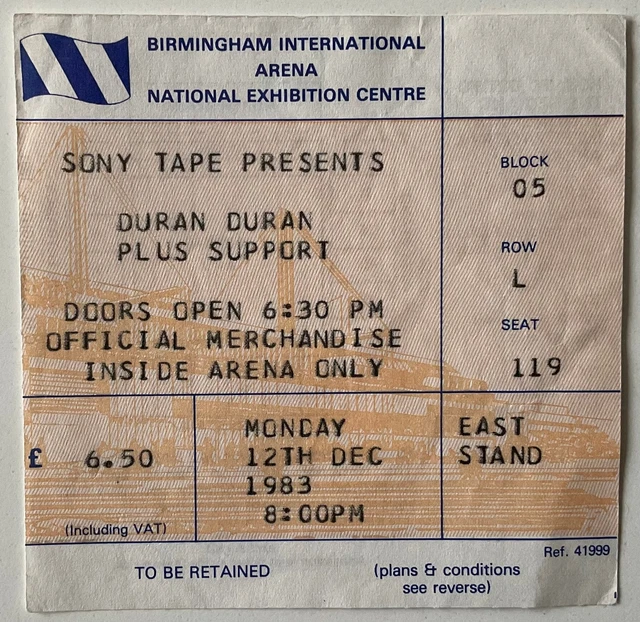 BIRMINGHAM INTERNATIONAL
ARENA
NATIONAL EXHIBITION CENTRE
SONY TAPE PRESENTS
DURAN DURAN
PLUS SUPPORT
DOORS OPEN 6:30 PM
OFFICIAL MERCHANDISE
INSIDE ARENA ONLY
BLOCK
05
ROW
L
SEAT
119
£ 6.50
(Including VAT)
MONDAY
12TH DEC
1983
8:00PM
EAST
STAND
Ref. 41999
TO BE RETAINED
(plans & conditions
see reverse)